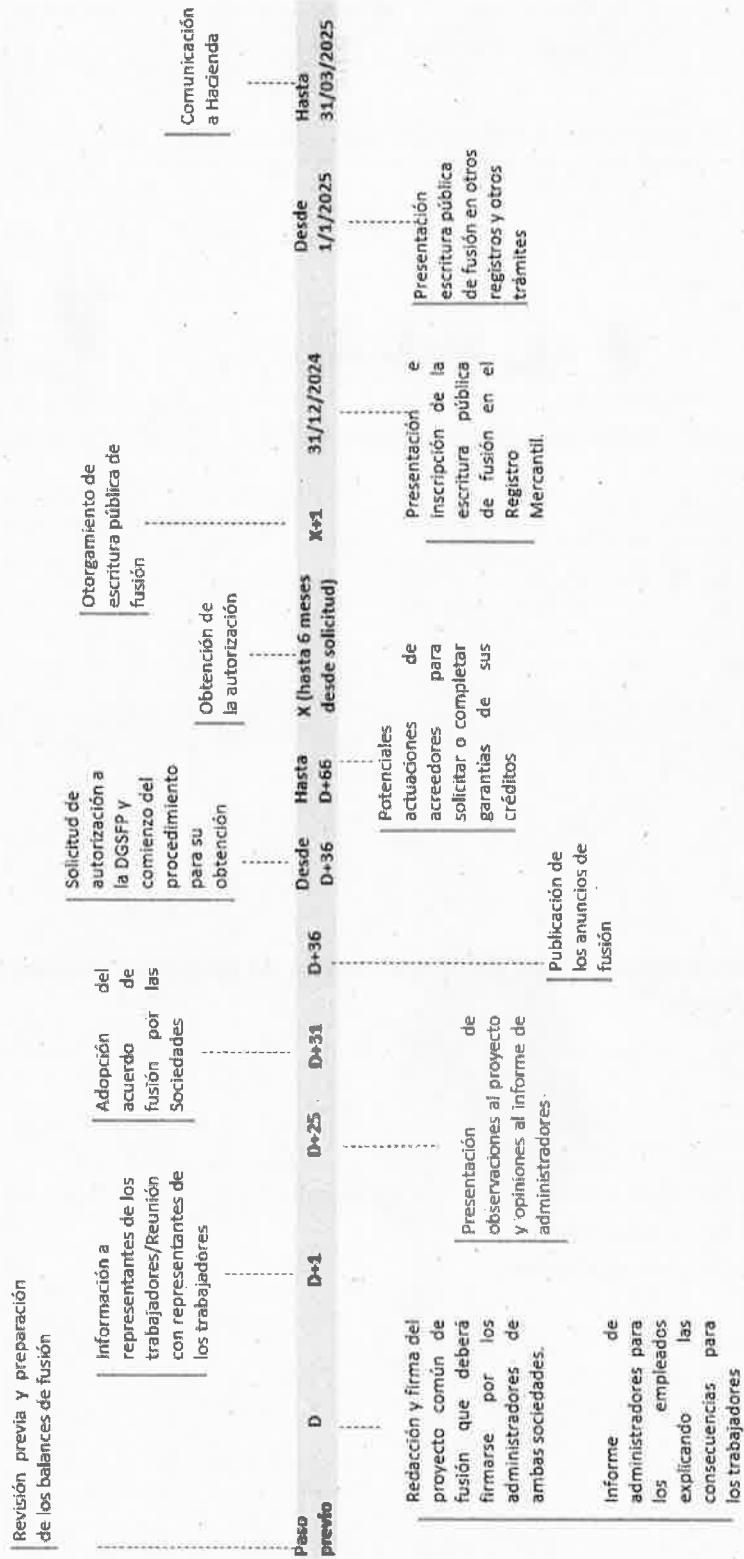 Revisión previa y preparación
de los balances de fusión
Información a
representantes de los
trabajadores/Reunión
con representantes de
los trabajadores
Adopción del
acuerdo de
fusión por las
Sociedades
Solicitud de
autorización a
la DGSFP y
comienzo del
procedimiento
para su
obtención
Obtención de
la autorización
Otorgamiento de
escritura pública de
fusión
Comunicación
a Hacienda
Paso
previo
D
D+1
D+25
D+31
D+36
Desde
D+36
Hasta
D+66
X (hasta 6 meses
desde solicitud)
X+1
31/12/2024
Desde
1/1/2025
Hasta
31/03/2025
Redacción y firma del
proyecto común de
fusión que deberá
firmarse por los
administradores de
ambas sociedades.
Informe de
administradores para
los empleados
explicando las
consecuencias para
los trabajadores
Presentación de
observaciones al proyecto
y opiniones al informe de
administradores
Publicación de
los anuncios de
fusión
Potenciales
actuaciones de
acreedores para
solicitar o completar
garantías de sus
créditos
Presentación e
inscripción de la
escritura pública
de fusión en el
Registro
Mercantil.
Presentación
escritura pública
de fusión en otros
registros y otros
trámites